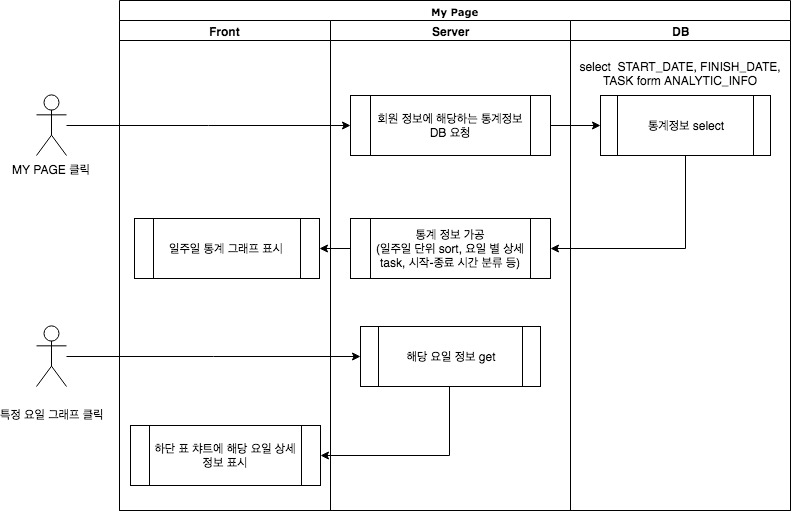 My Page
Front
Server
DB
select  START_DATE, FINISH_DATE,
TASK form ANALYTIC_INFO
회원 정보에 해당하는 통계정보
DB 요청
통계정보 select
MY PAGE 클릭
일주일 통계 그래프 표시
통계 정보 가공
(일주일 단위 sort, 요일 별 상세
task, 시작-종료 시간 분류 등)
해당 요일 정보 get
특정 요일 그래프 클릭
하단 표 챠트에 해당 요일 상세
정보 표시